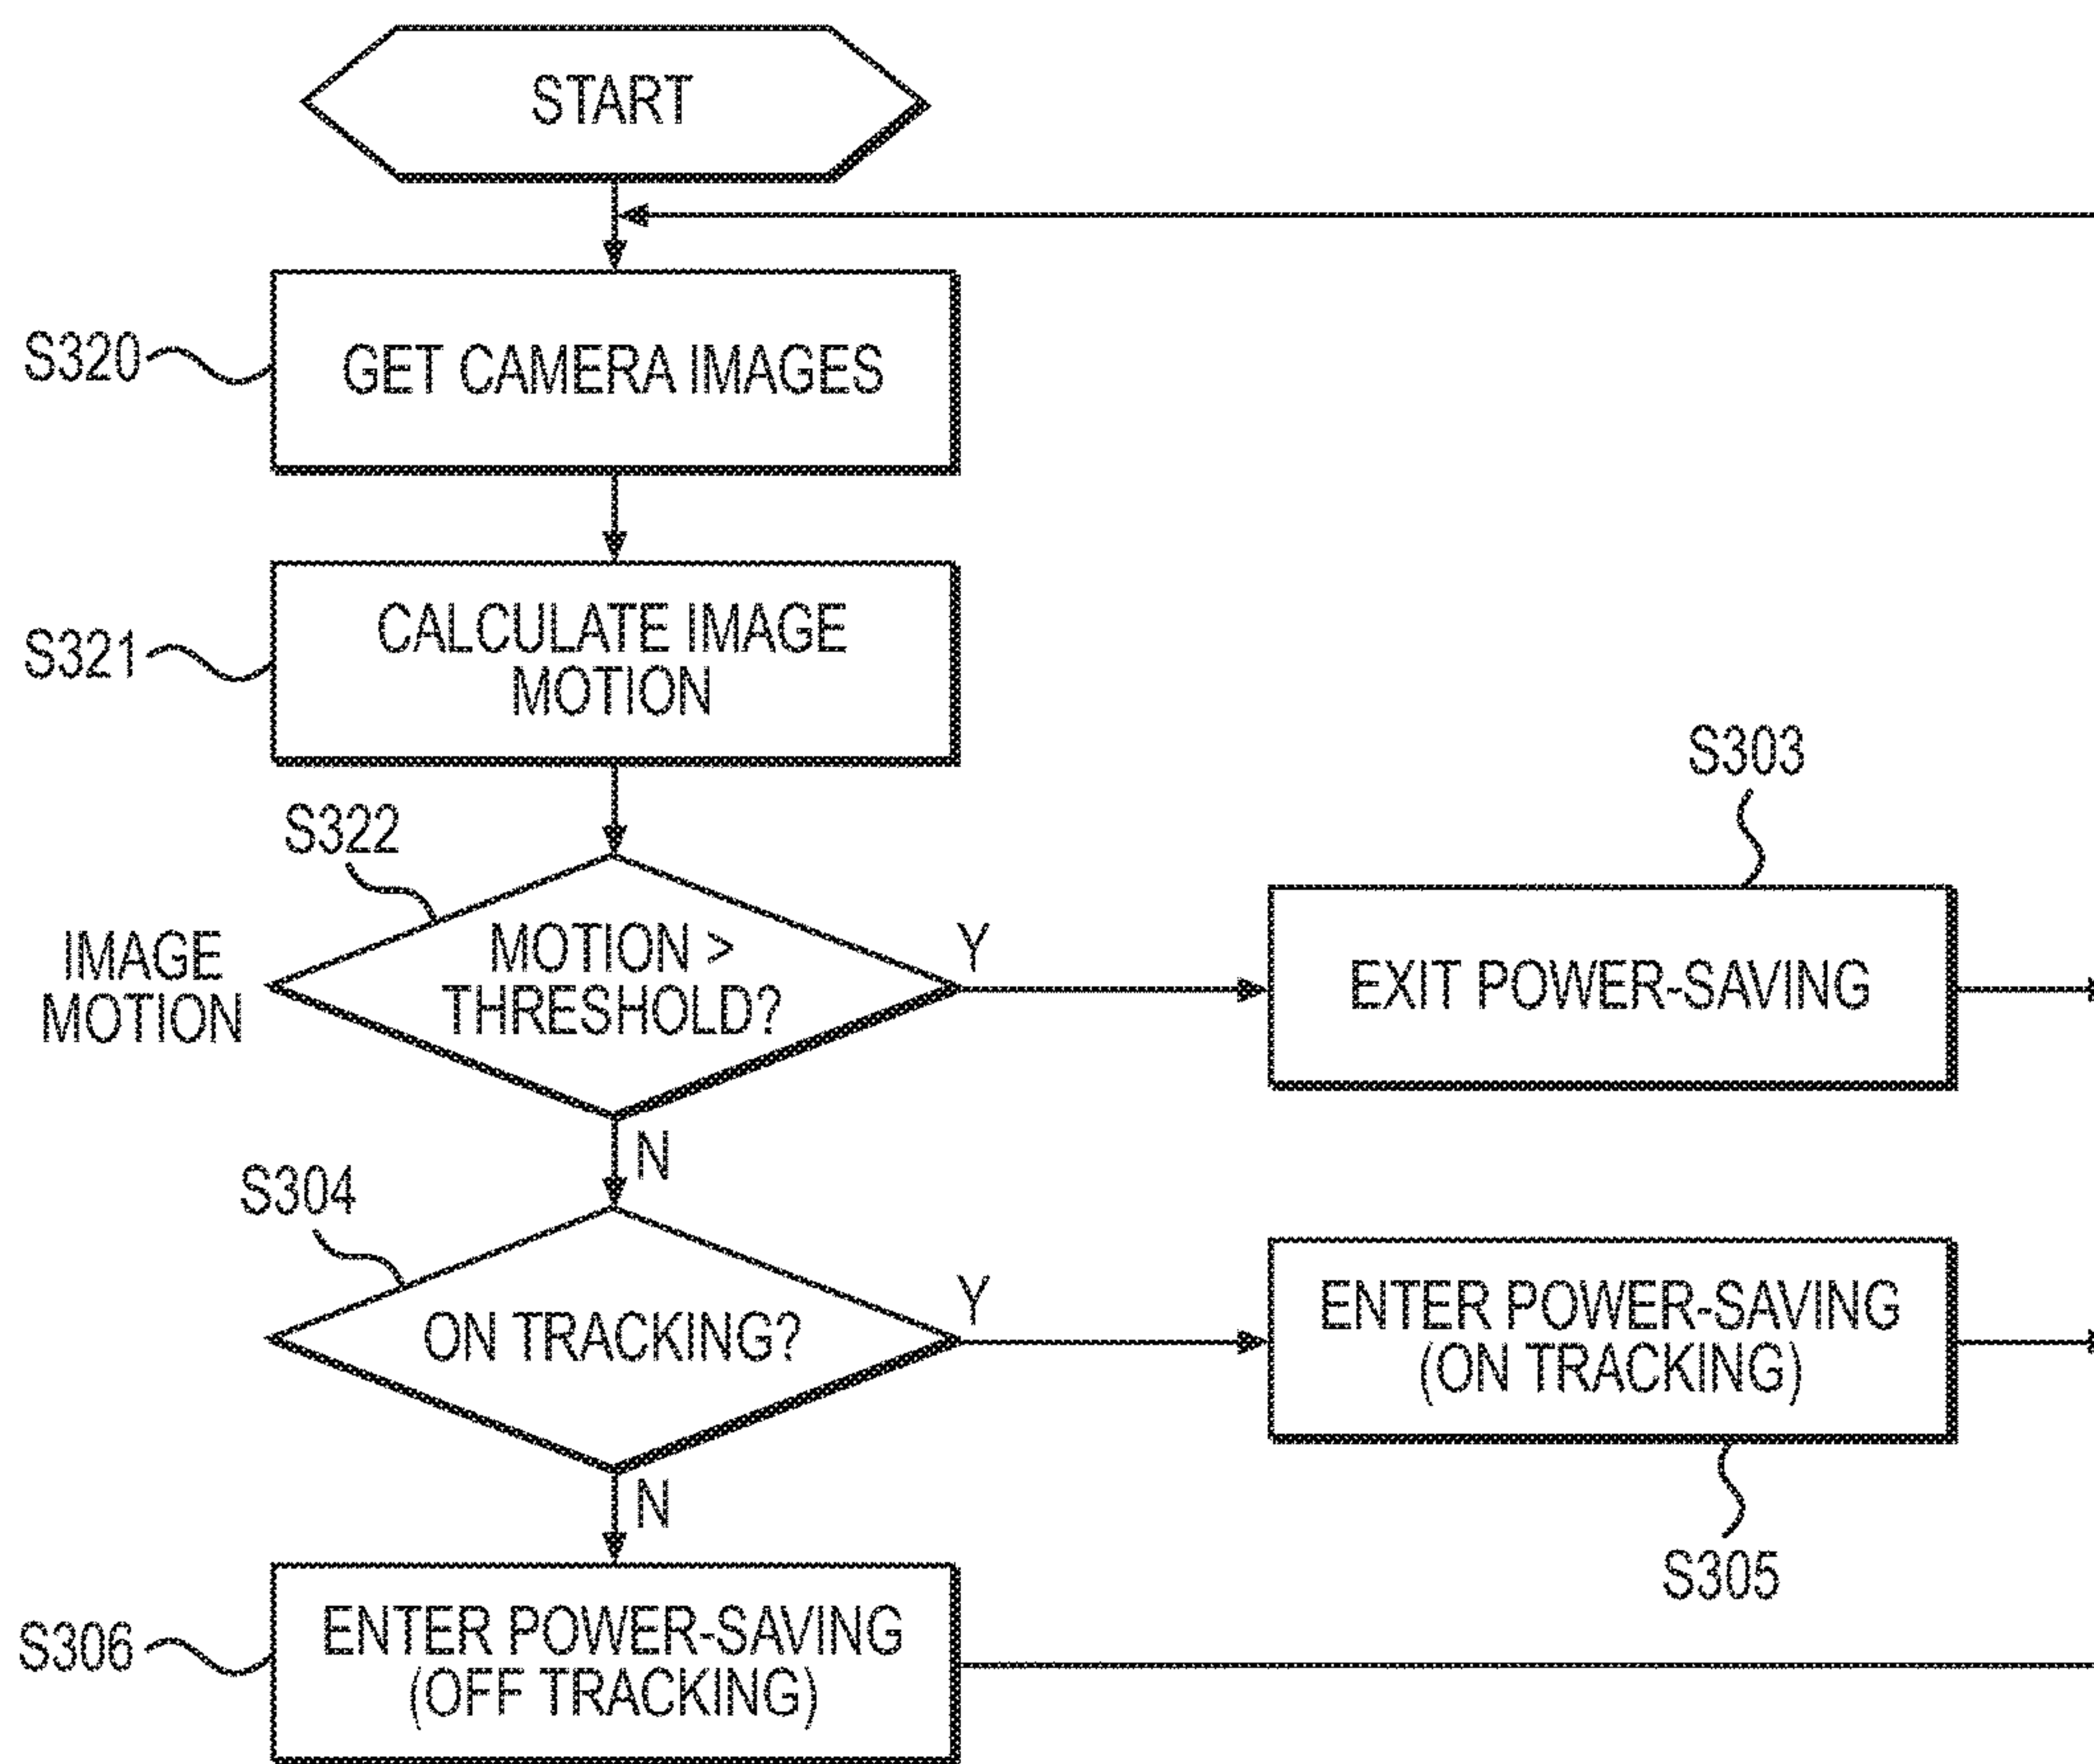 START
S320
GET CAMERA IMAGES
S321
CALCULATE IMAGE
MOTION
S303
S322
IMAGE
MOTION
MOTION >
THRESHOLD?
Y
EXIT POWER-SAVING
N
S304
ON TRACKING?
Y
ENTER POWER-SAVING
(ON TRACKING)
N
S305
S306
ENTER POWER-SAVING
(OFF TRACKING)